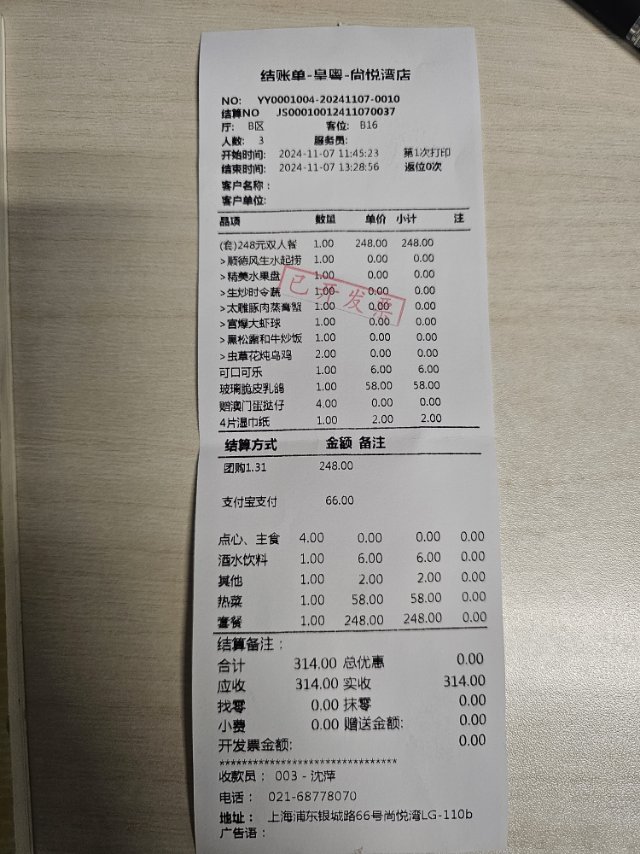 结账单-皇粤-尚悦湾店
NO: YY0001004-20241107-0010
结算NO JS00010012411070037
厅: B区 客位: B16
人数: 3 服务员:
开始时间: 2024-11-07 11:45:23 第1次打印
结束时间: 2024-11-07 13:28:56 返位0次
客户名称:
客户单位:
品项 数量 单价 小计 注
(套)248元双人餐 1.00 248.00 248.00
>顺德风生水起捞 1.00 0.00 0.00
>精美水果盘 1.00 0.00 0.00
>生炒时令蔬 1.00 0.00 0.00
>太雕豚肉蒸膏蟹 1.00 0.00 0.00
>宫爆大虾球 1.00 0.00 0.00
>黑松露和牛炒饭 1.00 0.00 0.00
>虫草花炖乌鸡 2.00 0.00 0.00
已开发票
可口可乐 1.00 6.00 6.00
玻璃脆皮乳鸽 1.00 58.00 58.00
赠澳门蛋挞仔 4.00 0.00 0.00
4片湿巾纸 1.00 2.00 2.00
结算方式 金额 备注
团购1.31 248.00
支付宝支付 66.00
点心、主食 4.00 0.00 0.00 0.00
酒水饮料 1.00 6.00 6.00 0.00
其他 1.00 2.00 2.00 0.00
热菜 1.00 58.00 58.00 0.00
套餐 1.00 248.00 248.00 0.00
结算备注:
合计 314.00 总优惠 0.00
应收 314.00 实收 314.00
找零 0.00 抹零 0.00
小费 0.00 赠送金额: 0.00
开发票金额: 0.00
********************************
收款员: 003 - 沈萍
电话: 021-68778070
地址: 上海浦东银城路66号尚悦湾LG-110b
广告语: